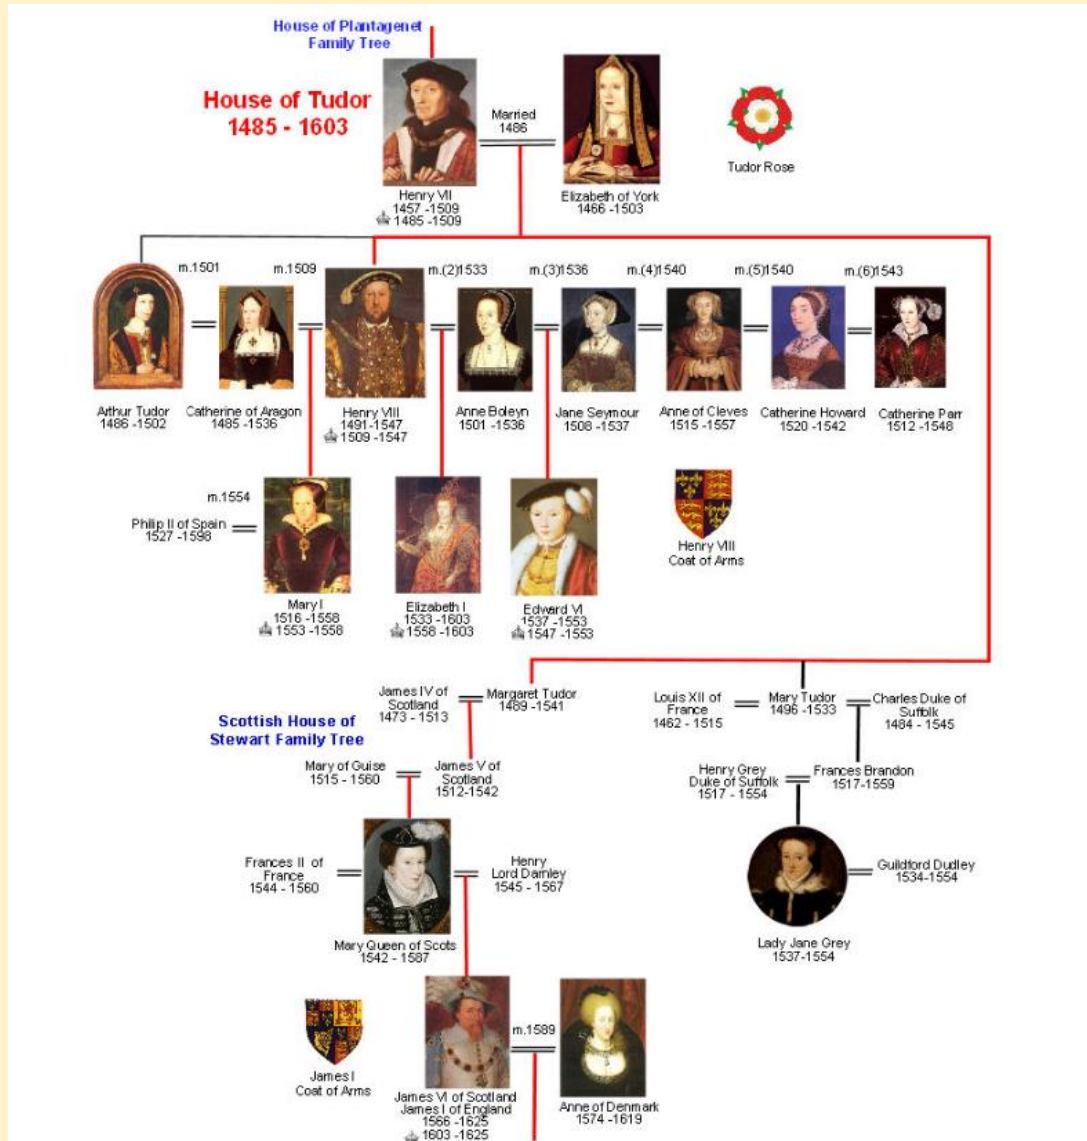 House of Plantagenet
Family Tree
House of Tudor
1485 - 1603
Married
1486
Tudor Rose
Henry VII
1457 -1509
1485 -1509
Elizabeth of York
1466 -1503
m.1501
m.1509
m.(2)1533
m.(3)1536
m.(4)1540
m.(5)1540
m.(6)1543
Arthur Tudor
1486 -1502
Catherine of Aragon
1485 -1536
Henry VIII
1491-1547
1509 -1547
Anne Boleyn
1501 -1536
Jane Seymour
1508 -1537
Anne of Cleves
1515 -1557
Catherine Howard
1520 -1542
Catherine Parr
1512 -1548
m.1554
Philip II of Spain
1527 -1598
Mary I
1516 -1558
1553 -1558
Elizabeth I
1533 -1603
1558 -1603
Edward VI
1537 -1553
1547 -1553
Henry VIII
Coat of Arms
James IV of
Scotland
1473 - 1513
Margaret Tudor
1489 -1541
Louis XII of
France
1462 - 1515
Mary Tudor
1496 -1533
Charles Duke of
Suffolk
1484 - 1545
Scottish House of
Stewart Family Tree
Mary of Guise
1515 - 1560
James V of
Scotland
1512-1542
Henry Grey
Duke of Suffolk
1517 - 1554
Frances Brandon
1517-1559
Frances II of
France
1544 - 1560
Henry
Lord Darnley
1545 - 1567
Guildford Dudley
1534-1554
Mary Queen of Scots
1542 - 1587
Lady Jane Grey
1537-1554
m.1589
James I
Coat of Arms
James VI of Scotland
James I of England
1566 -1625
1603 -1625
Anne of Denmark
1574 -1619